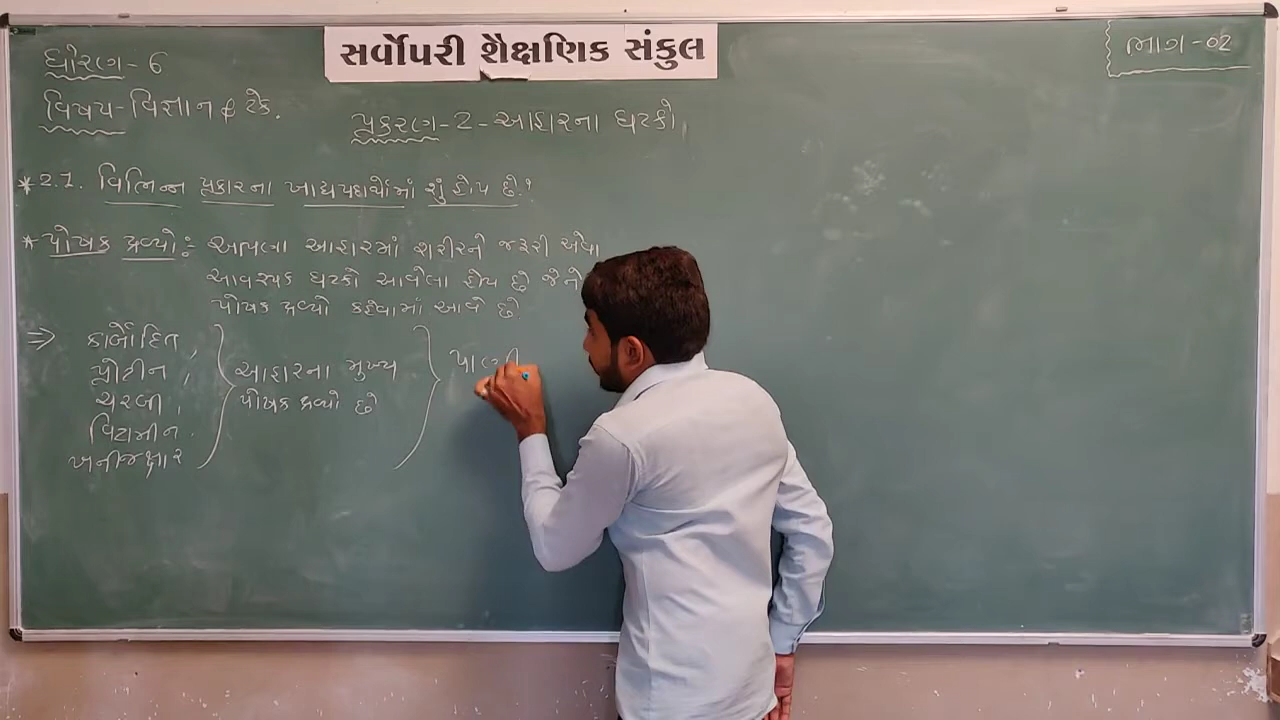 સર્વોપરી શૈક્ષણિક સંકુલ
ધોરણ-6
ભાગ-02
વિષય-વિજ્ઞાન & ટેક.
પ્રકરણ-2-આહારના ઘટકો
* 2.1. વિભિન્ન પ્રકારના ખાદ્યપદાર્થોમાં શું હોય છે?
* પોષક દ્રવ્યો:- આપણા આહારમાં શરીરને જરૂરી એવા
આવશ્યક ઘટકો આવેલા હોય છે જેને
પોષક દ્રવ્યો કહેવામાં આવે છે.
⇒ કાર્બોદિત,
પ્રોટીન,
ચરબી,
વિટામીન.
ખનીજક્ષાર
આહારના મુખ્ય
પોષક દ્રવ્યો છે